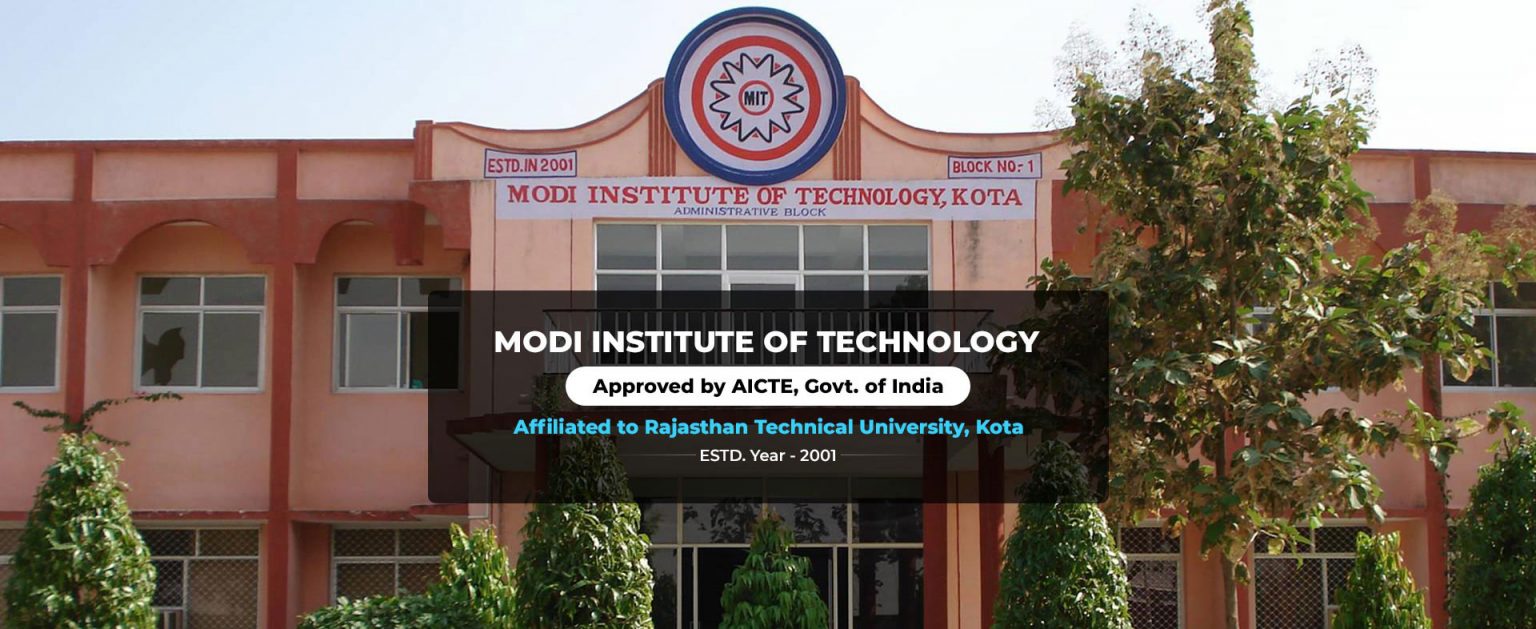 MIT
ESTD.IN 2001
BLOCK NO:- 1
MODI INSTITUTE OF TECHNOLOGY, KOTA
ADMINISTRATIVE BLOCK
MODI INSTITUTE OF TECHNOLOGY
Approved by AICTE, Govt. of India
Affiliated to Rajasthan Technical University, Kota
ESTD. Year - 2001